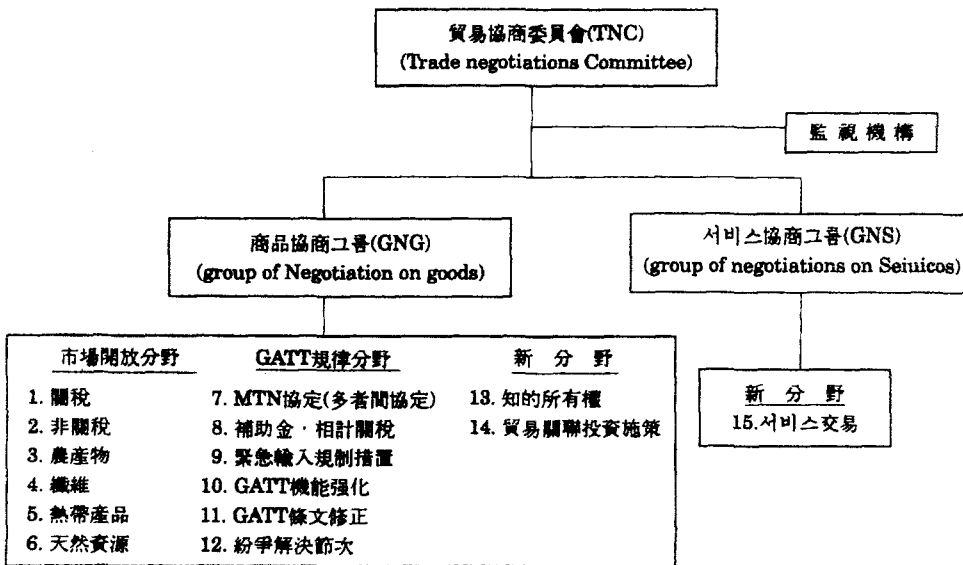 貿易協商委員會(TNC)
(Trade negotiations Committee)
監視機構
商品協商그룹(GNG)
(group of Negotiation on goods)
서비스協商그룹(GNS)
(group of negotiations on Seiuicos)
市場開放分野
1. 關稅
2. 非關稅
3. 農産物
4. 纖維
5. 熱帶産品
6. 天然資源
GATT規律分野
7. MTN協定(多者間協定)
8. 補助金·相計關稅
9. 緊急輸入規制措置
10. GATT機能强化
11. GATT條文修正
12. 紛爭解決節次
新分野
13. 知的所有權
14. 貿易關聯投資施策
新分野
15.서비스交易